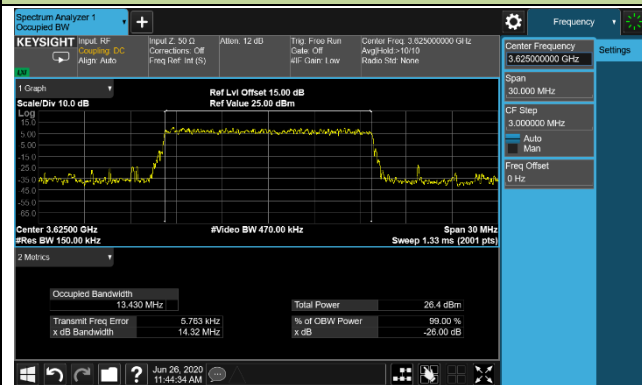 Spectrum Analyzer 1
Occupied BW
Frequency
KEYSIGHT
Input: RF
Coupling: DC
Align: Auto
Input Z: 50 Ω
Corrections: Off
Freq Ref: Int (S)
Atten: 12 dB
Trig: Free Run
Gate: Off
#IF Gain: Low
Center Freq: 3.625000000 GHz
Avg|Hold:>10/10
Radio Std: None
LXI
Center Frequency
3.625000000 GHz
Settings
Span
30.000 MHz
CF Step
3.000000 MHz
Auto
Man
Freq Offset
0 Hz
1 Graph
Scale/Div 10.0 dB
Ref Lvl Offset 15.00 dB
Ref Value 25.00 dBm
Log
15.0
5.00
-5.00
-15.0
-25.0
-35.0
-45.0
-55.0
-65.0
Center 3.62500 GHz
#Res BW 150.00 kHz
#Video BW 470.00 kHz
Span 30 MHz
Sweep 1.33 ms (2001 pts)
2 Metrics
Occupied Bandwidth
13.430 MHz
Total Power 26.4 dBm
Transmit Freq Error 5.763 kHz
% of OBW Power 99.00 %
x dB Bandwidth 14.32 MHz
x dB -26.00 dB
Jun 26, 2020
11:44:34 AM